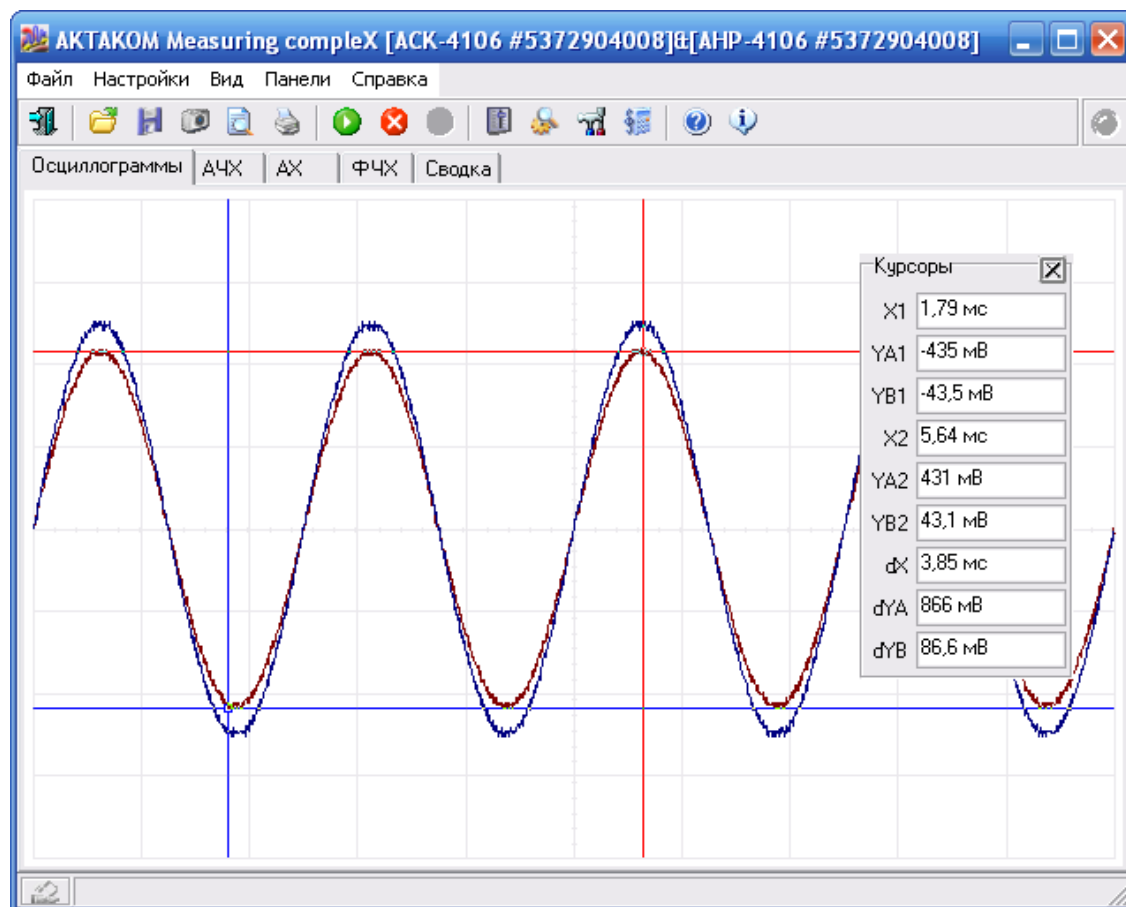 AKTAKOM Measuring compleX [ACK-4106 #5372904008]&[AHP-4106 #5372904008]
Файл Настройки Вид Панели Справка
Осциллограммы АЧХ АХ ФЧХ Сводка
Курсоры
X1 1,79 мс
YA1 -435 мВ
YB1 -43,5 мВ
X2 5,64 мс
YA2 431 мВ
YB2 43,1 мВ
dX 3,85 мс
dYA 866 мВ
dYB 86,6 мВ